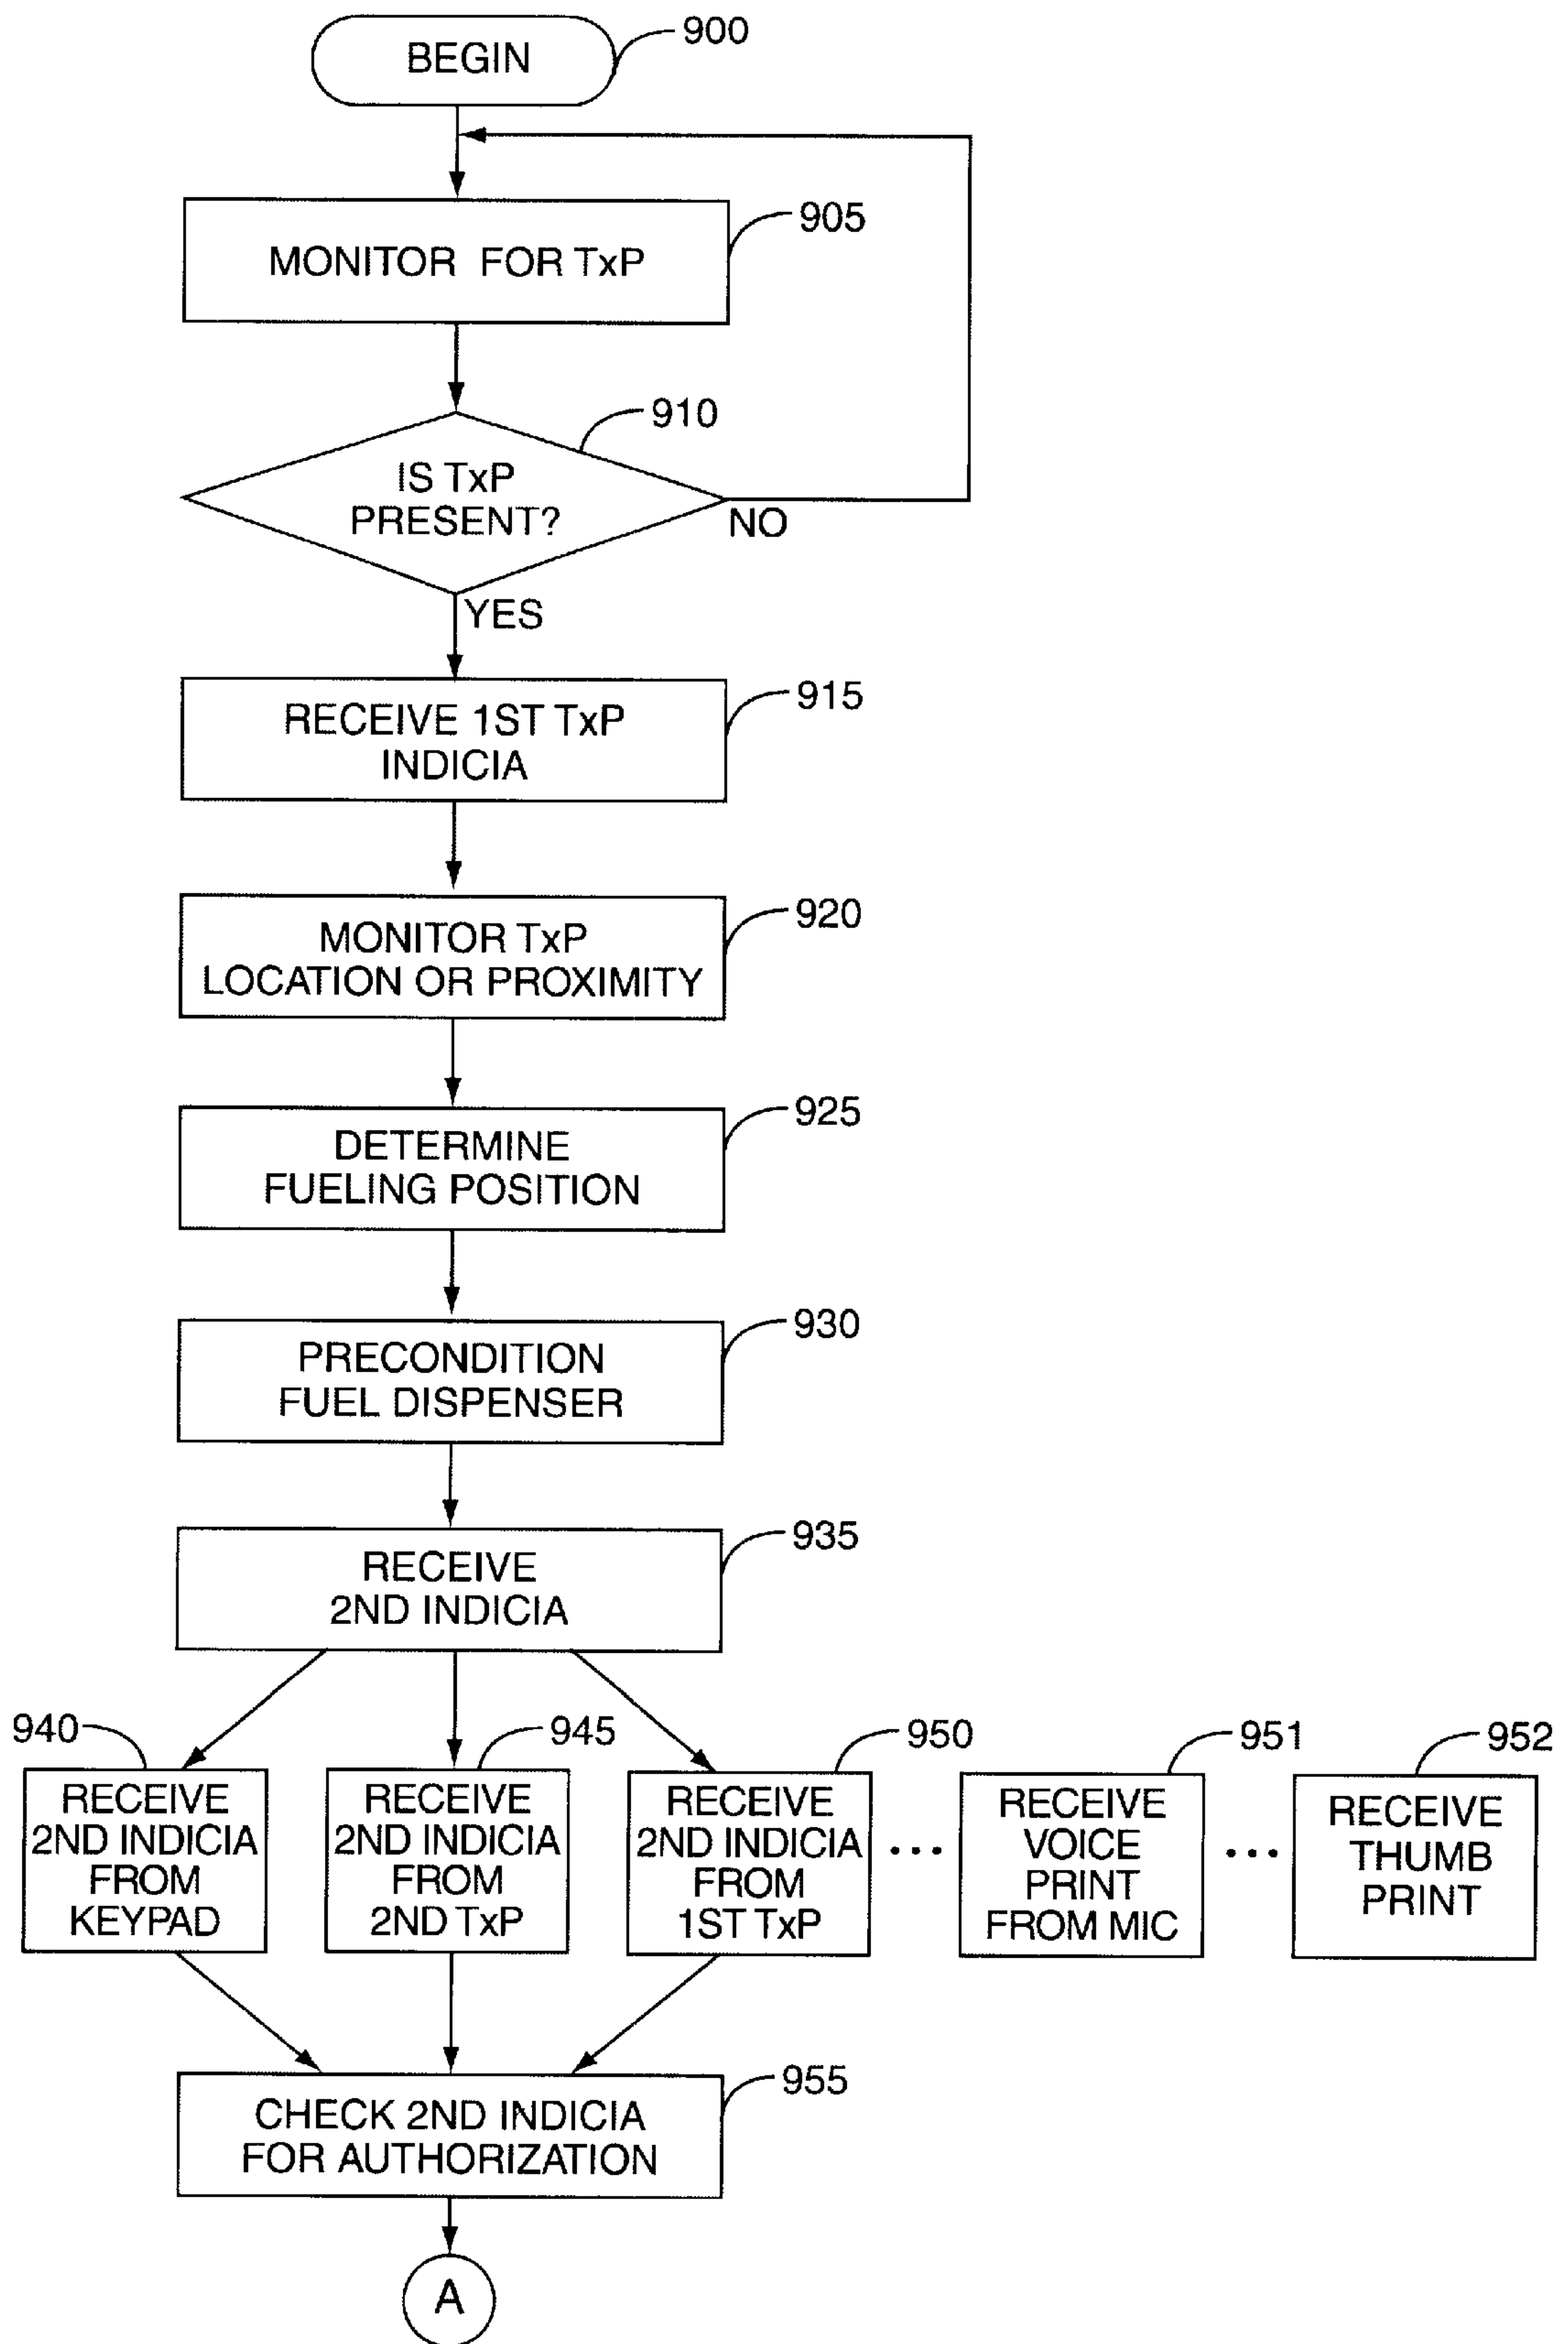 BEGIN
900
MONITOR FOR TxP
905
IS TxP
PRESENT?
910
NO
YES
RECEIVE 1ST TxP
INDICIA
915
MONITOR TxP
LOCATION OR PROXIMITY
920
DETERMINE
FUELING POSITION
925
PRECONDITION
FUEL DISPENSER
930
RECEIVE
2ND INDICIA
935
940
RECEIVE
2ND INDICIA
FROM
KEYPAD
945
RECEIVE
2ND INDICIA
FROM
2ND TxP
950
RECEIVE
2ND INDICIA
FROM
1ST TxP
...
951
RECEIVE
VOICE
PRINT
FROM MIC
...
952
RECEIVE
THUMB
PRINT
CHECK 2ND INDICIA
FOR AUTHORIZATION
955
A